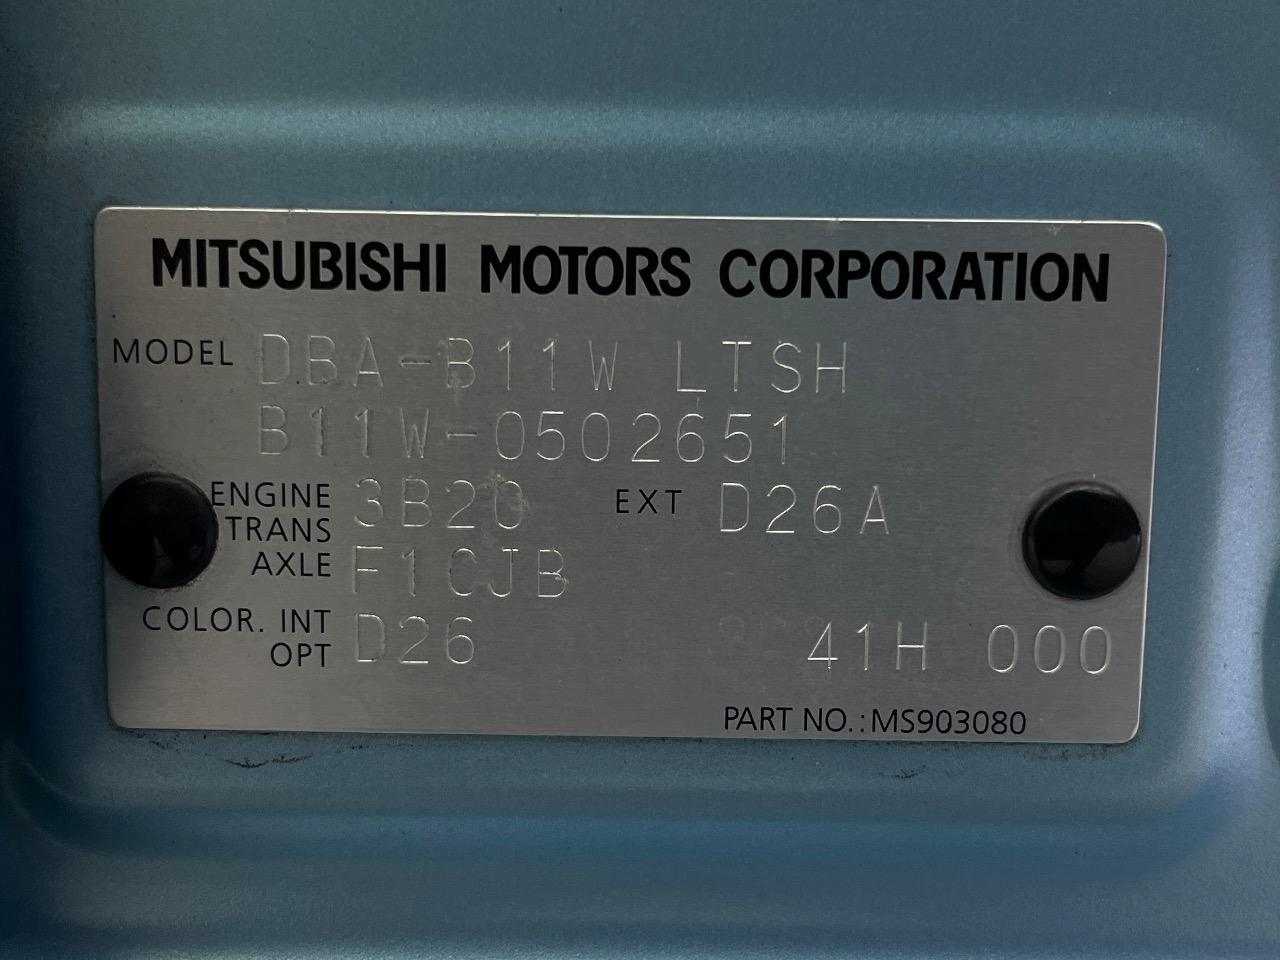 MITSUBISHI MOTORS CORPORATION
MODEL DBA-B11W LTSH
B11W-0502651
ENGINE 3B20 EXT D26A
TRANS
AXLE F1CJB
COLOR. INT D26 41H 000
OPT
PART NO.:MS903080